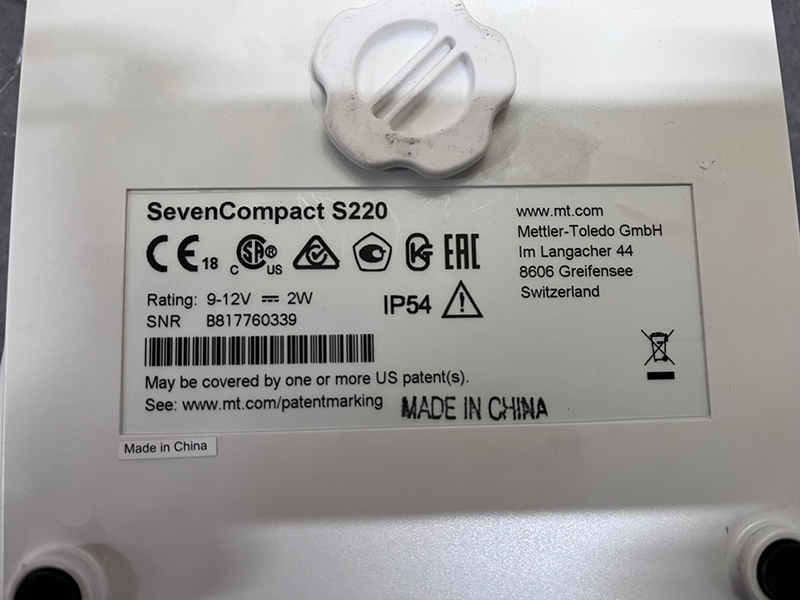 SevenCompact S220
CE 18 C SA® US EAC
Rating: 9-12V 2W
IP54
SNR B817760339
May be covered by one or more US patent(s).
See: www.mt.com/patentmarking
MADE IN CHINA
www.mt.com
Mettler-Toledo GmbH
Im Langacher 44
8606 Greifensee
Switzerland
Made in China